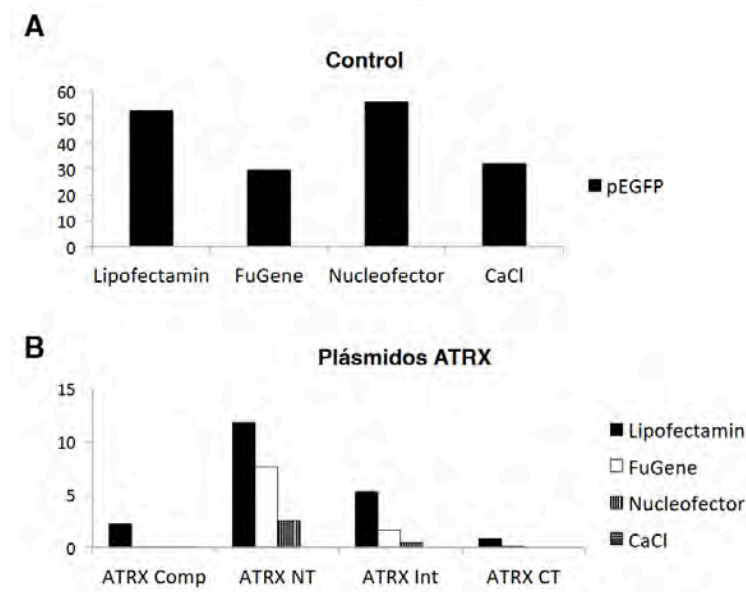 A
Control
60
50
40
30
20
10
0
Lipofectamin FuGene Nucleofector CaCl
pEGFP
B
Plásmidos ATRX
15
10
5
0
ATRX Comp ATRX NT ATRX Int ATRX CT
Lipofectamin
FuGene
Nucleofector
CaCl